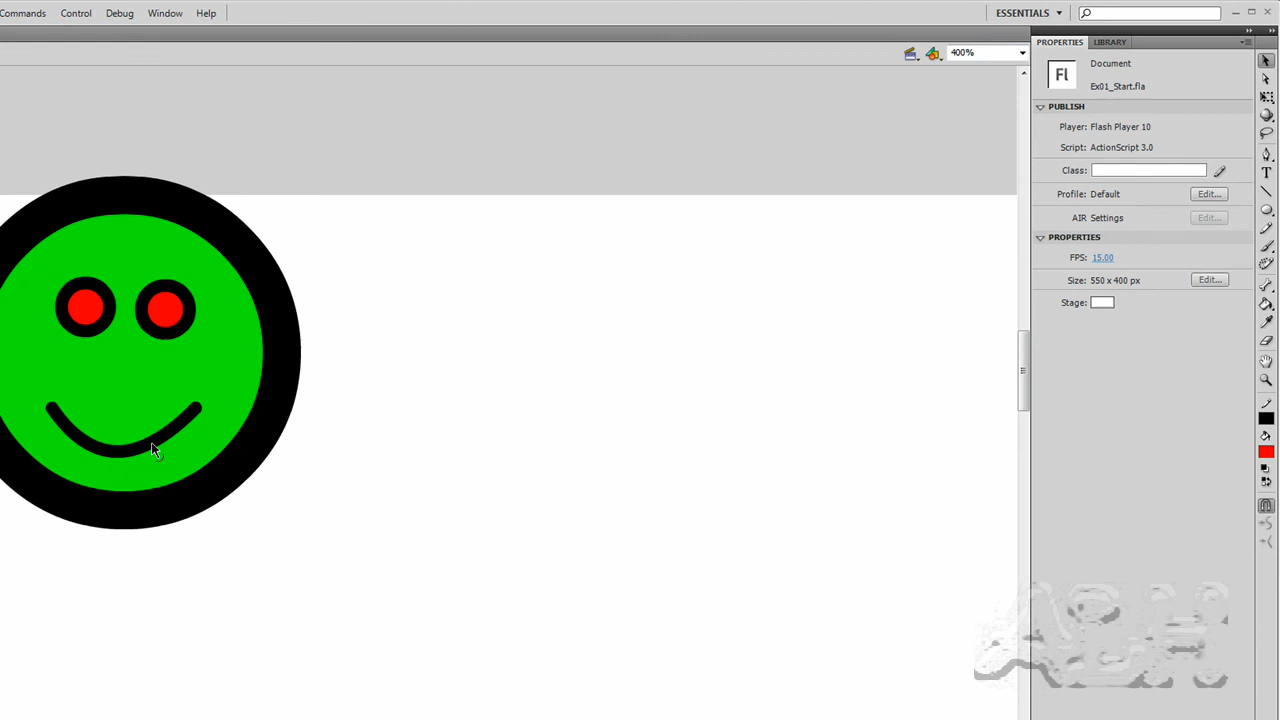 Commands Control Debug Window Help ESSENTIALS
400%
PROPERTIES LIBRARY
Fl
Document
Ex01_Start.fla
PUBLISH
Player: Flash Player 10
Script: ActionScript 3.0
Class:
Profile: Default Edit...
AIR Settings Edit...
PROPERTIES
FPS: 15.00
Size: 550 x 400 px Edit...
Stage:
T